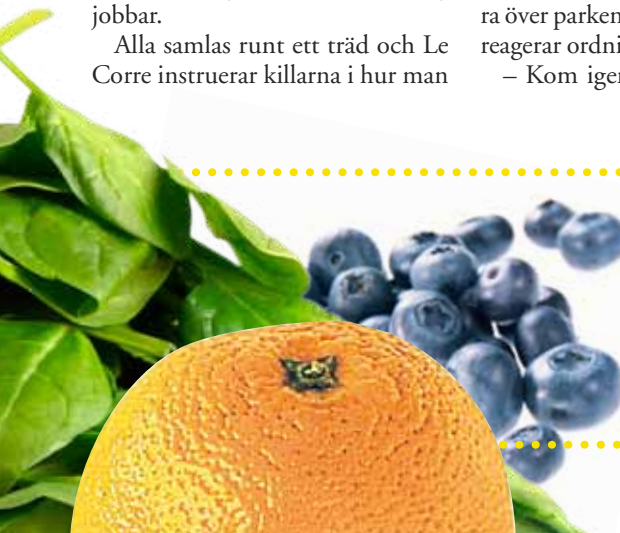 jobbar.
Alla samlas runt ett träd och Le
Corre instruerar killarna i hur man
ra över parken
reagerar ordni
– Kom iger